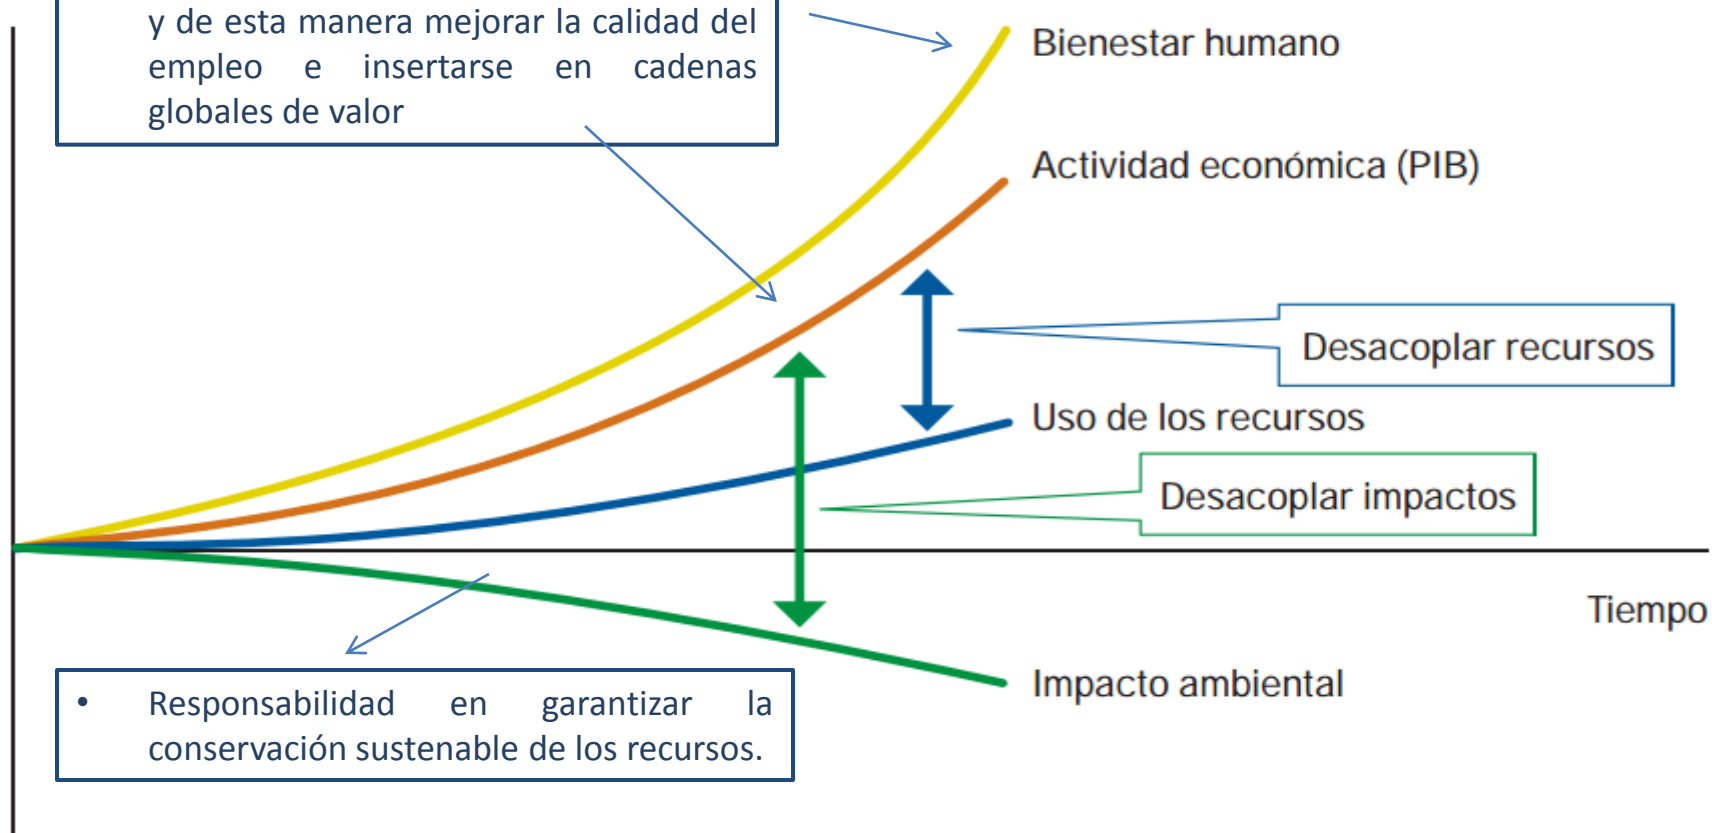 y de esta manera mejorar la calidad del
empleo e insertarse en cadenas
globales de valor
Bienestar humano
Actividad económica (PIB)
Desacoplar recursos
Uso de los recursos
Desacoplar impactos
Tiempo
Impacto ambiental
• Responsabilidad en garantizar la
conservación sustenable de los recursos.